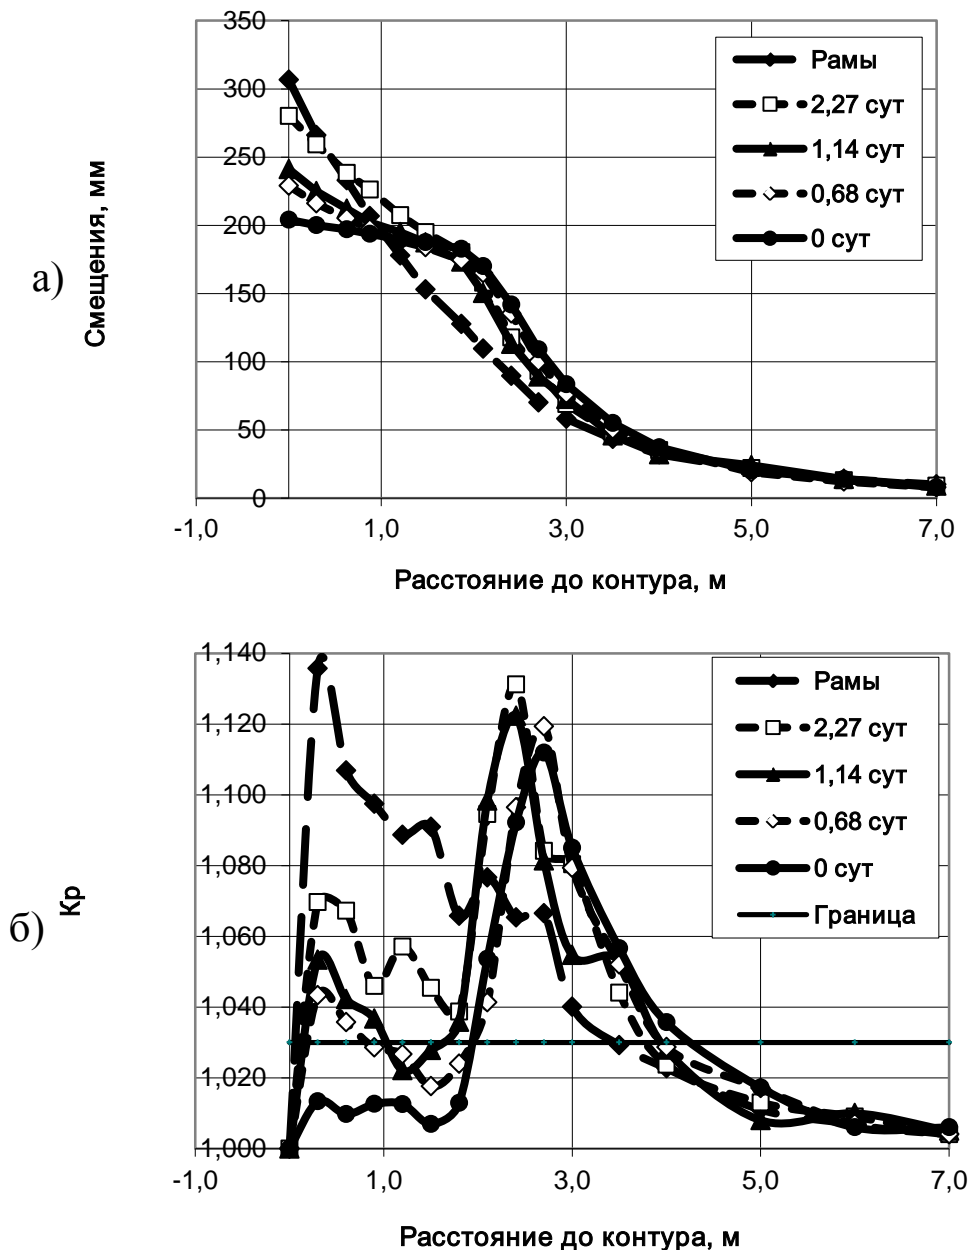 350
300
250
200
150
100
50
0
-1,0 1,0 3,0 5,0 7,0
Смещения, мм
Расстояние до контура, м
Рамы
2,27 сут
1,14 сут
0,68 сут
0 сут
а)
1,140
1,120
1,100
1,080
1,060
1,040
1,020
1,000
-1,0 1,0 3,0 5,0 7,0
Кр
Расстояние до контура, м
Рамы
2,27 сут
1,14 сут
0,68 сут
0 сут
Граница
б)